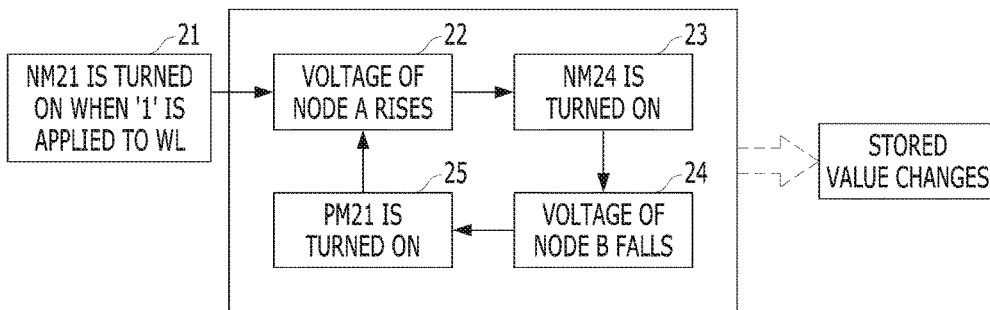 21
NM21 IS TURNED
ON WHEN '1' IS
APPLIED TO WL
22
VOLTAGE OF
NODE A RISES
23
NM24 IS
TURNED ON
25
PM21 IS
TURNED ON
24
VOLTAGE OF
NODE B FALLS
STORED
VALUE CHANGES